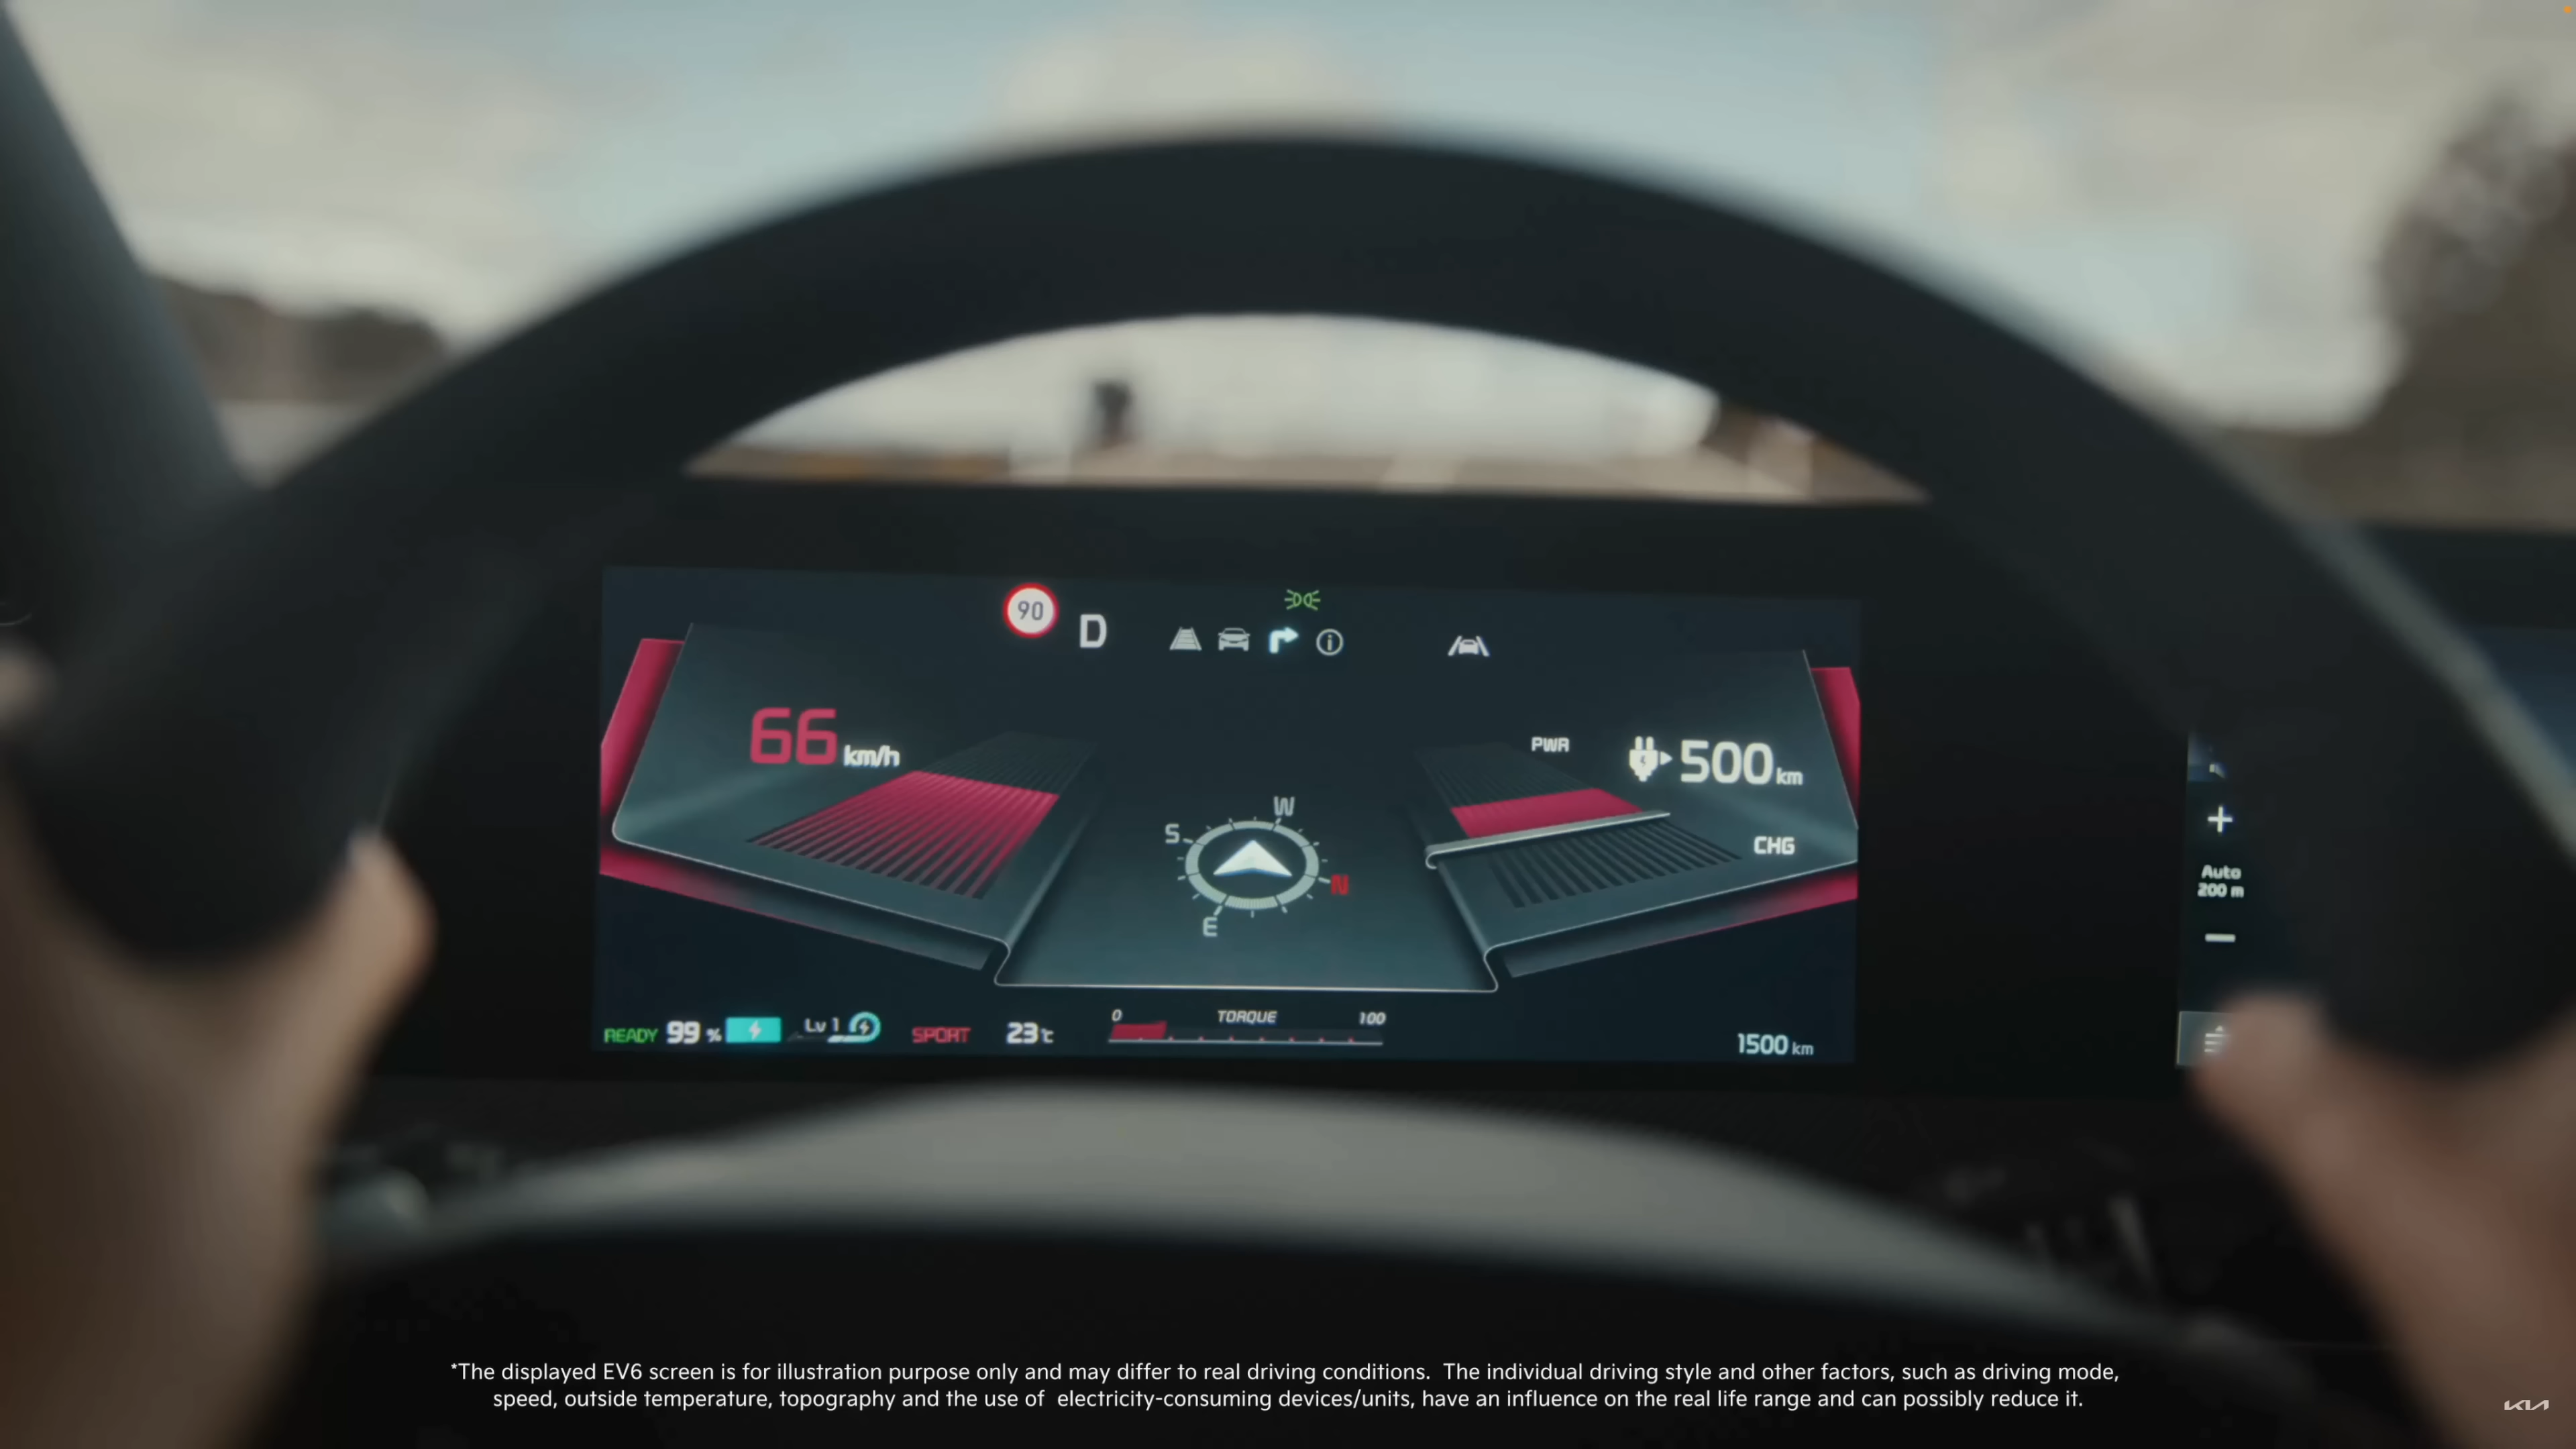 90
D
66 km/h
PWR
500 km
CHG
W
S
N
E
+
Auto
200 m
READY 99 % Lv 1 SPORT 23℃
0 TORQUE 100
1500 km
*The displayed EV6 screen is for illustration purpose only and may differ to real driving conditions. The individual driving style and other factors, such as driving mode,
speed, outside temperature, topography and the use of electricity-consuming devices/units, have an influence on the real life range and can possibly reduce it.
KIA